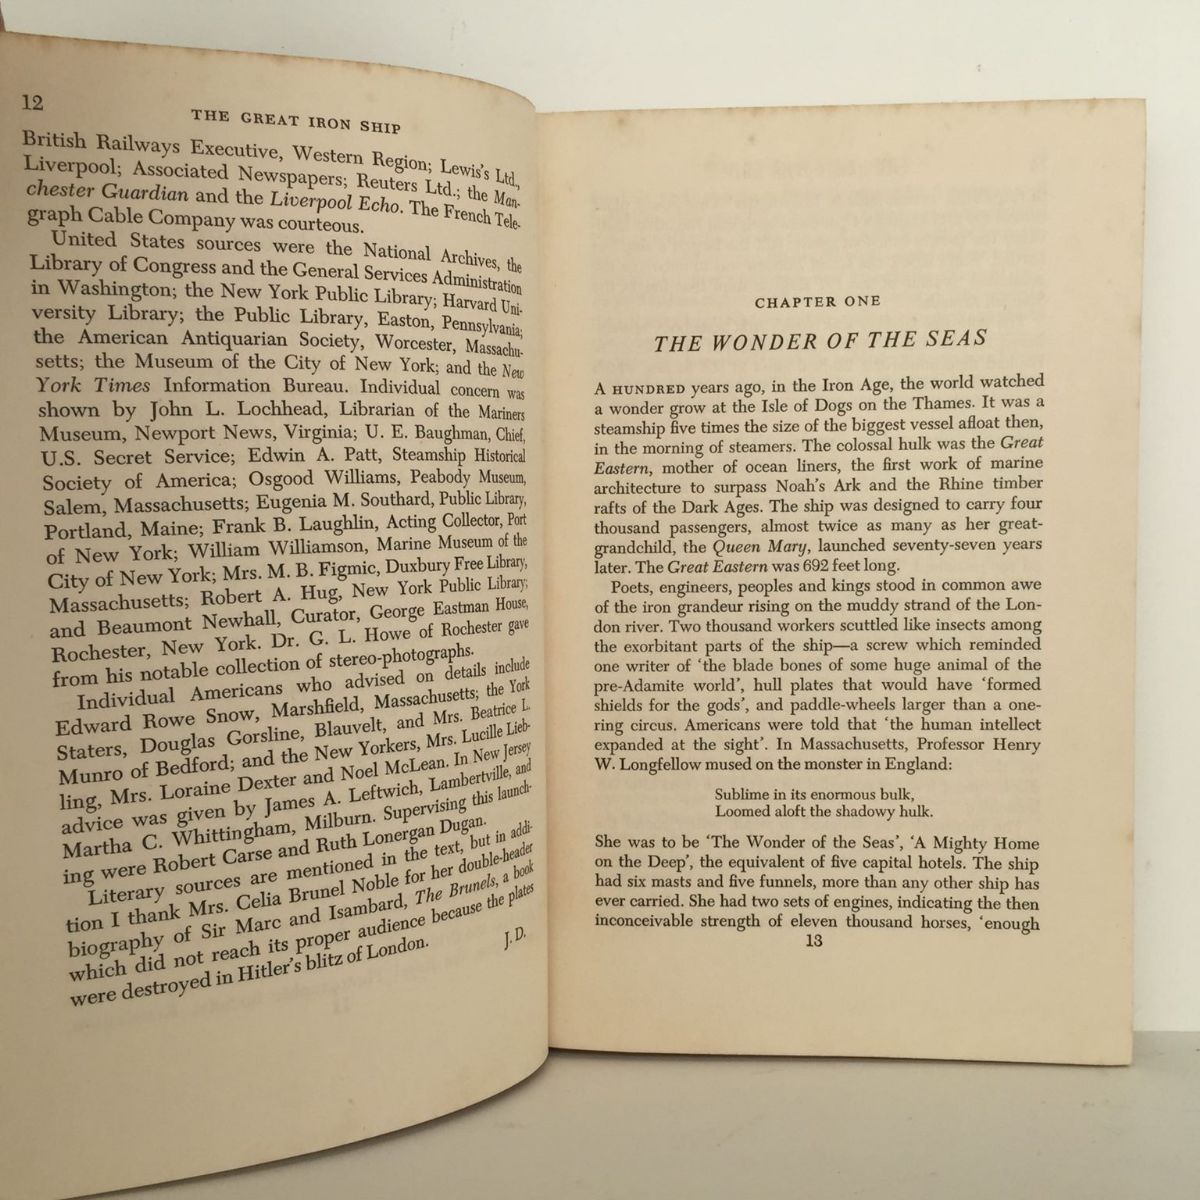 12
THE GREAT IRON SHIP
British Railways Executive, Western Region; Lewis's Ltd.,
Liverpool; Associated Newspapers; Reuters Ltd.; the Man-
chester Guardian and the Liverpool Echo. The French Tele-
graph Cable Company was courteous.
United States sources were the National Archives, the
Library of Congress and the General Services Administration
in Washington; the New York Public Library; Harvard Uni-
versity Library; the Public Library, Easton, Pennsylvania;
the American Antiquarian Society, Worcester, Massachu-
setts; the Museum of the City of New York; and the New
York Times Information Bureau. Individual concern was
shown by John L. Lochhead, Librarian of the Mariners
Museum, Newport News, Virginia; U. E. Baughman, Chief,
U.S. Secret Service; Edwin A. Patt, Steamship Historical
Society of America; Osgood Williams, Peabody Museum,
Salem, Massachusetts; Eugenia M. Southard, Public Library,
Portland, Maine; Frank B. Laughlin, Acting Collector, Port
of New York; William Williamson, Marine Museum of the
City of New York; Mrs. M. B. Figmic, Duxbury Free Library,
Massachusetts; Robert A. Hug, New York Public Library;
and Beaumont Newhall, Curator, George Eastman House,
Rochester, New York. Dr. G. L. Howe of Rochester gave
from his notable collection of stereo-photographs.
Individual Americans who advised on details include
Edward Rowe Snow, Marshfield, Massachusetts; the York
Staters, Douglas Gorsline, Blauvelt, and Mrs. Beatrice L.
Munro of Bedford; and the New Yorkers, Mrs. Lucille Lieb-
ling, Mrs. Loraine Dexter and Noel McLean. In New Jersey
advice was given by James A. Leftwich, Lambertville, and
Martha C. Whittingham, Milburn. Supervising this launch-
ing were Robert Carse and Ruth Lonergan Dugan.
Literary sources are mentioned in the text, but in addi-
tion I thank Mrs. Celia Brunel Noble for her double-header
biography of Sir Marc and Isambard, The Brunels, a book
which did not reach its proper audience because the plates
were destroyed in Hitler's blitz of London.
J. D.
CHAPTER ONE
THE WONDER OF THE SEAS
A HUNDRED years ago, in the Iron Age, the world watched
a wonder grow at the Isle of Dogs on the Thames. It was a
steamship five times the size of the biggest vessel afloat then,
in the morning of steamers. The colossal hulk was the Great
Eastern, mother of ocean liners, the first work of marine
architecture to surpass Noah's Ark and the Rhine timber
rafts of the Dark Ages. The ship was designed to carry four
thousand passengers, almost twice as many as her great-
grandchild, the Queen Mary, launched seventy-seven years
later. The Great Eastern was 692 feet long.
Poets, engineers, peoples and kings stood in common awe
of the iron grandeur rising on the muddy strand of the Lon-
don river. Two thousand workers scuttled like insects among
the exorbitant parts of the ship—a screw which reminded
one writer of 'the blade bones of some huge animal of the
pre-Adamite world', hull plates that would have 'formed
shields for the gods', and paddle-wheels larger than a one-
ring circus. Americans were told that 'the human intellect
expanded at the sight'. In Massachusetts, Professor Henry
W. Longfellow mused on the monster in England:
Sublime in its enormous bulk,
Loomed aloft the shadowy hulk.
She was to be 'The Wonder of the Seas', 'A Mighty Home
on the Deep', the equivalent of five capital hotels. The ship
had six masts and five funnels, more than any other ship has
ever carried. She had two sets of engines, indicating the then
inconceivable strength of eleven thousand horses, 'enough
13